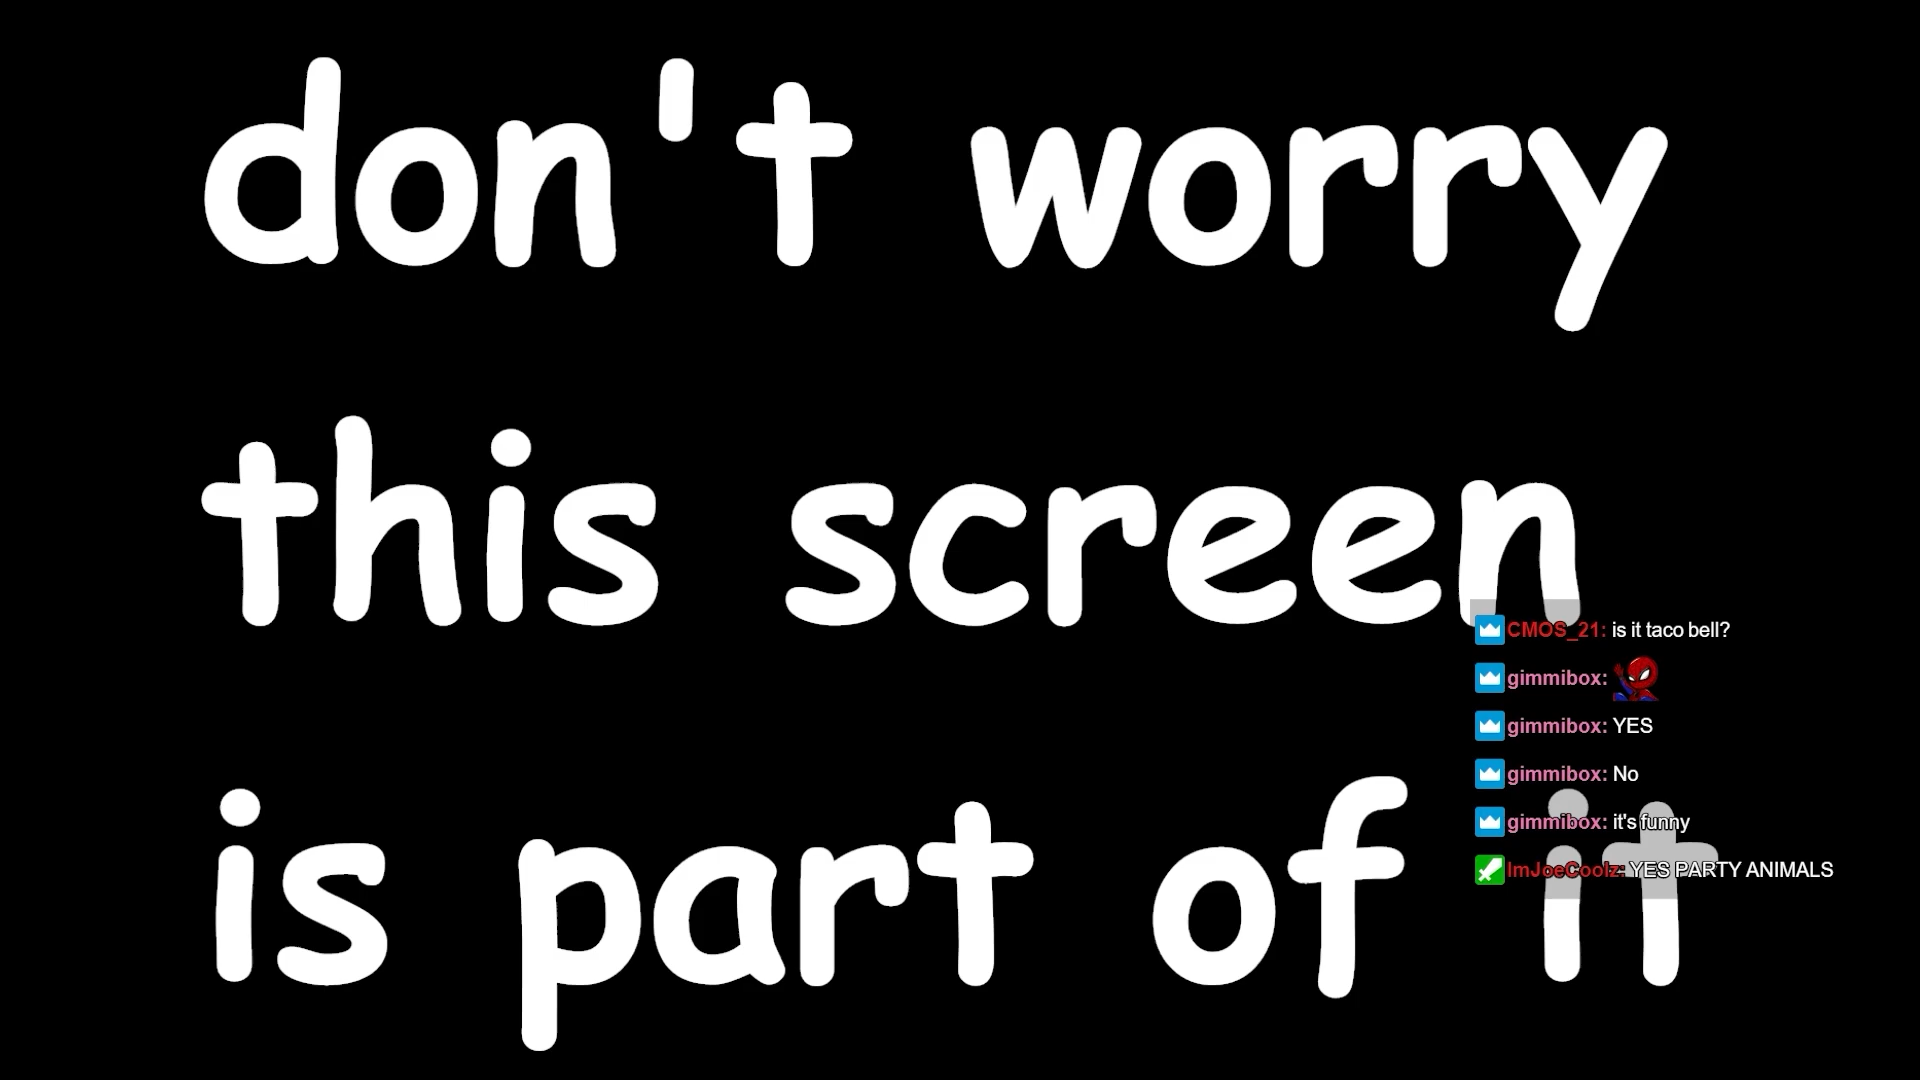 don't worry
this screen
is part of it
CMOS_21: is it taco bell?
gimmibox:
gimmibox: YES
gimmibox: No
gimmibox: it's funny
ImJoeCoolz: YES PARTY ANIMALS